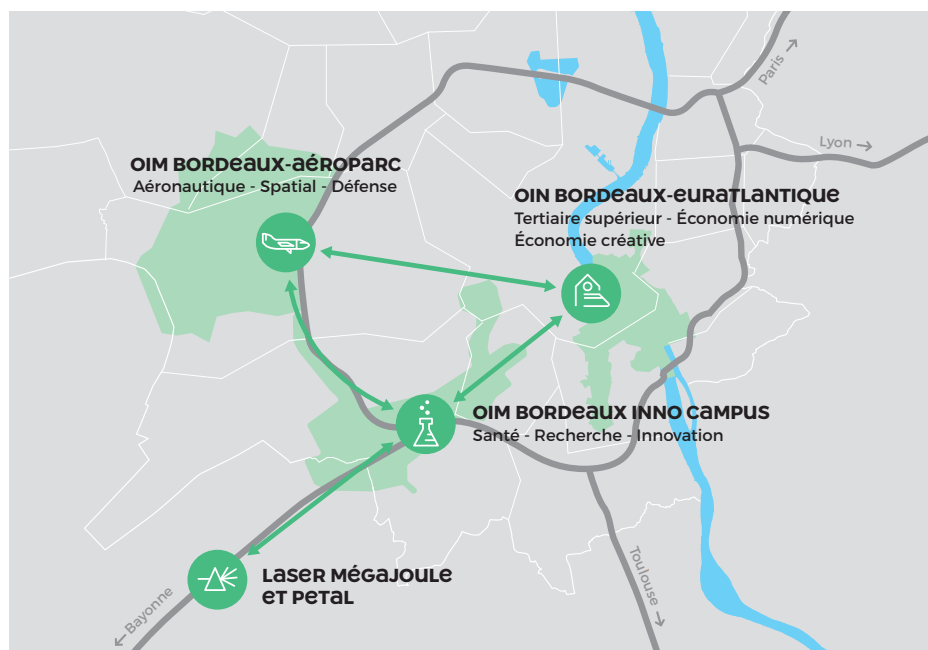 Paris →
Lyon →
OIM BORDEAUX-AÉROPARC
Aéronautique - Spatial - Défense
OIN BORDEAUX-EURATLANTIQUE
Tertiaire supérieur - Économie numérique
Économie créative
OIM BORDEAUX INNO CAMPUS
Santé - Recherche - Innovation
LASER MÉGAJOULE
ET PETAL
Toulouse →
← Bayonne